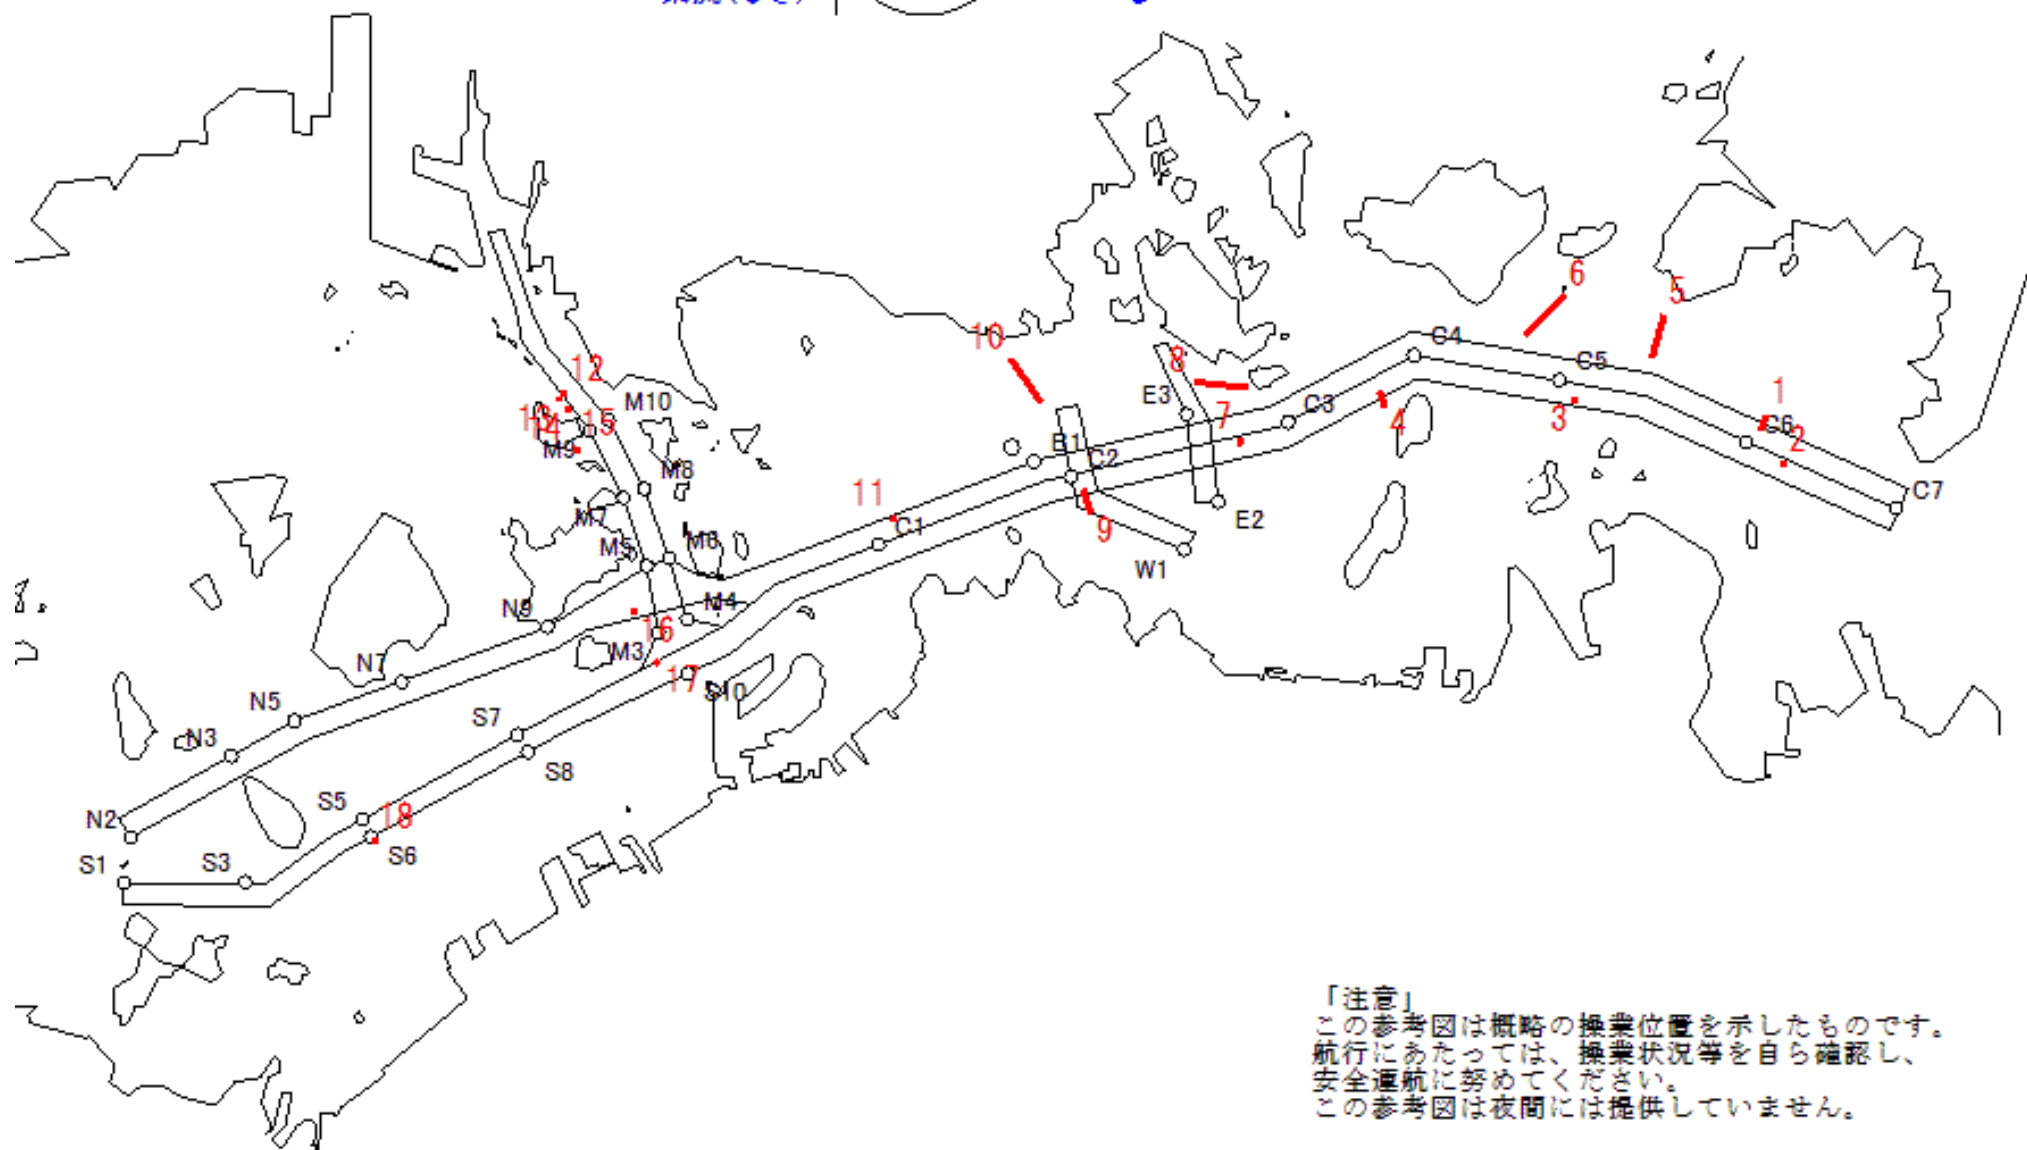 6
5
C4
10
C5
12
8
1
M10
E3
C3
4
3
C6
13
14
15
7
2
B1
M9
C2
M8
11
C7
M7
C1
9
E2
M5
M6
W1
N9
M4
16
M3
N7
17
S10
N5
S7
N3
S8
S5
18
N2
S6
S1
S3
「注意」
この参考図は概略の操業位置を示したものです。
航行にあたっては、操業状況等を自ら確認し、
安全運航に努めてください。
この参考図は夜間には提供していません。